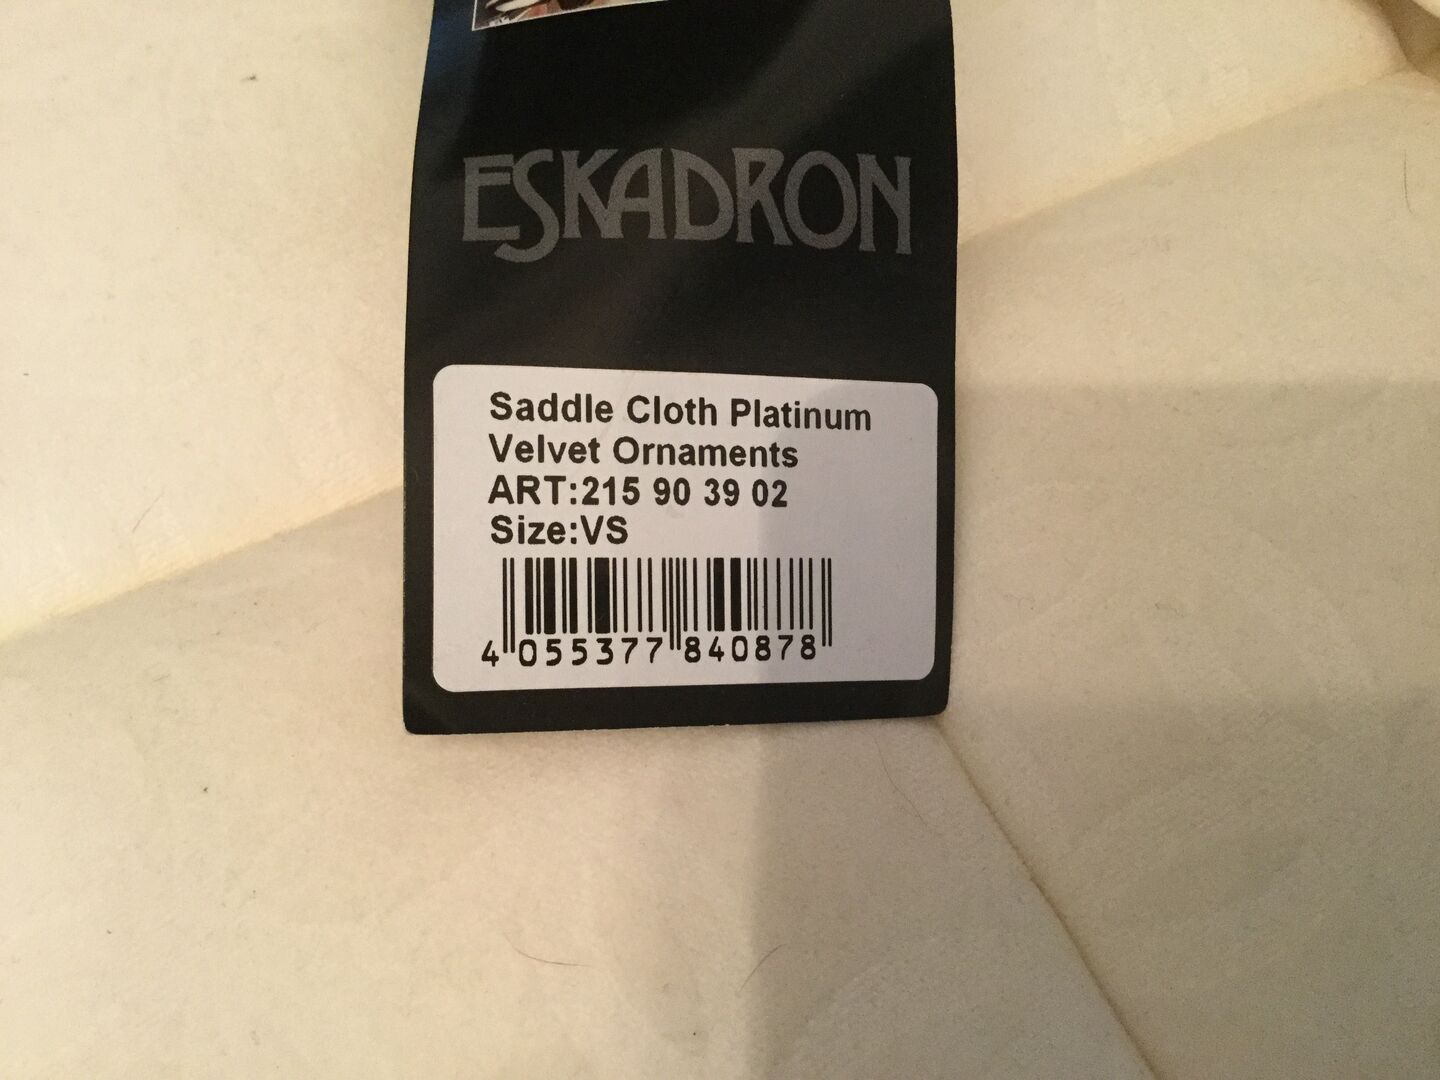 ESKADRON
Saddle Cloth Platinum
Velvet Ornaments
ART:215 90 39 02
Size:VS
4 055377 840878